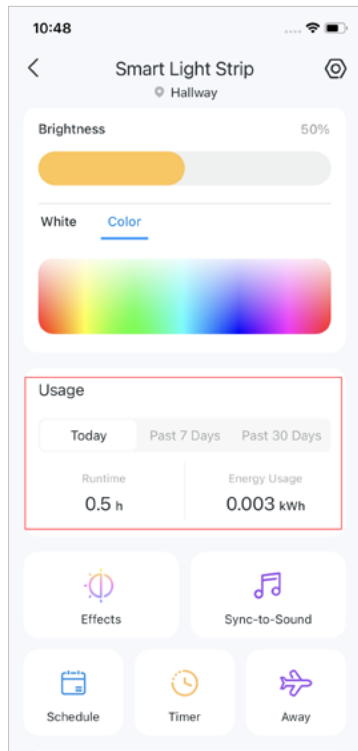 10:48
Smart Light Strip
Hallway
Brightness 50%
White Color
Usage
Today Past 7 Days Past 30 Days
Runtime Energy Usage
0.5 h 0.003 kWh
Effects Sync-to-Sound
Schedule Timer Away